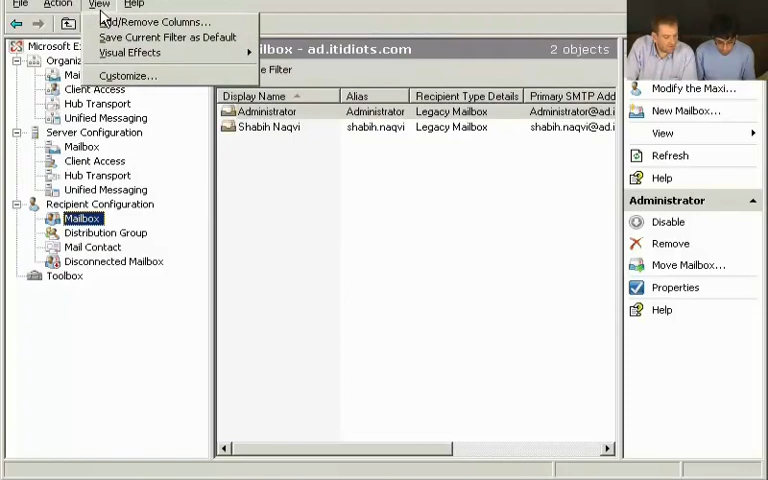 File Action View Help
Add/Remove Columns...
Save Current Filter as Default
Visual Effects
Customize...
Microsoft Ex
Organiz
Mai
Client Access
Hub Transport
Unified Messaging
Server Configuration
Mailbox
Client Access
Hub Transport
Unified Messaging
Recipient Configuration
Mailbox
Distribution Group
Mail Contact
Disconnected Mailbox
Toolbox
ilbox - ad.itidiots.com 2 objects
e Filter
Display Name Alias Recipient Type Details Primary SMTP Add
Administrator Administrator Legacy Mailbox Administrator@ad.i
Shabih Naqvi shabih.naqvi Legacy Mailbox shabih.naqvi@ad.i
Modify the Maxi...
New Mailbox...
View
Refresh
Help
Administrator
Disable
Remove
Move Mailbox...
Properties
Help